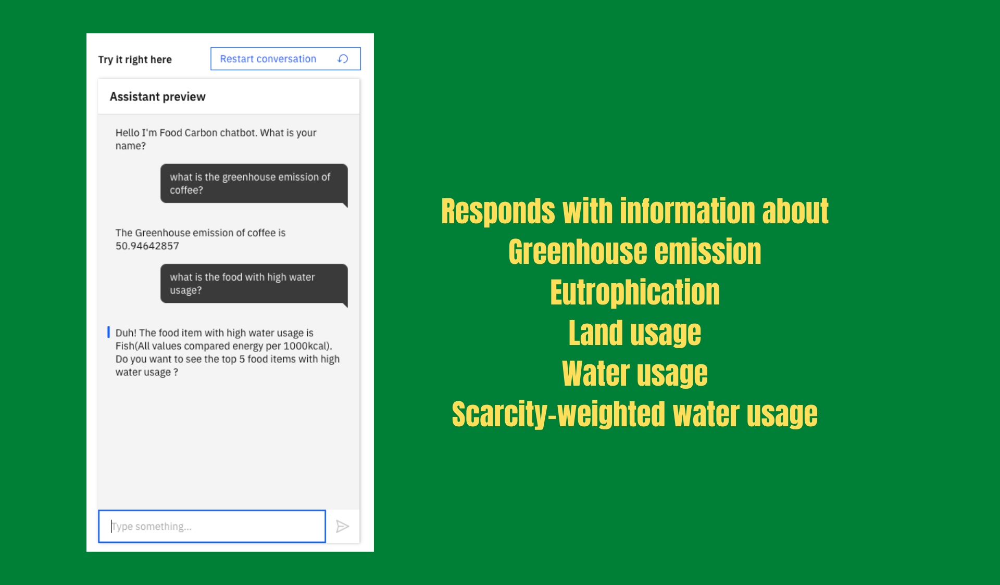 Try it right here
Restart conversation
Assistant preview
Hello I'm Food Carbon chatbot. What is your
name?
what is the greenhouse emission of
coffee?
The Greenhouse emission of coffee is
50.94642857
what is the food with high water
usage?
Duh! The food item with high water usage is
Fish(All values compared energy per 1000kcal).
Do you want to see the top 5 food items with high
water usage ?
Type something...
Responds with information about
Greenhouse emission
Eutrophication
Land usage
Water usage
Scarcity-weighted water usage